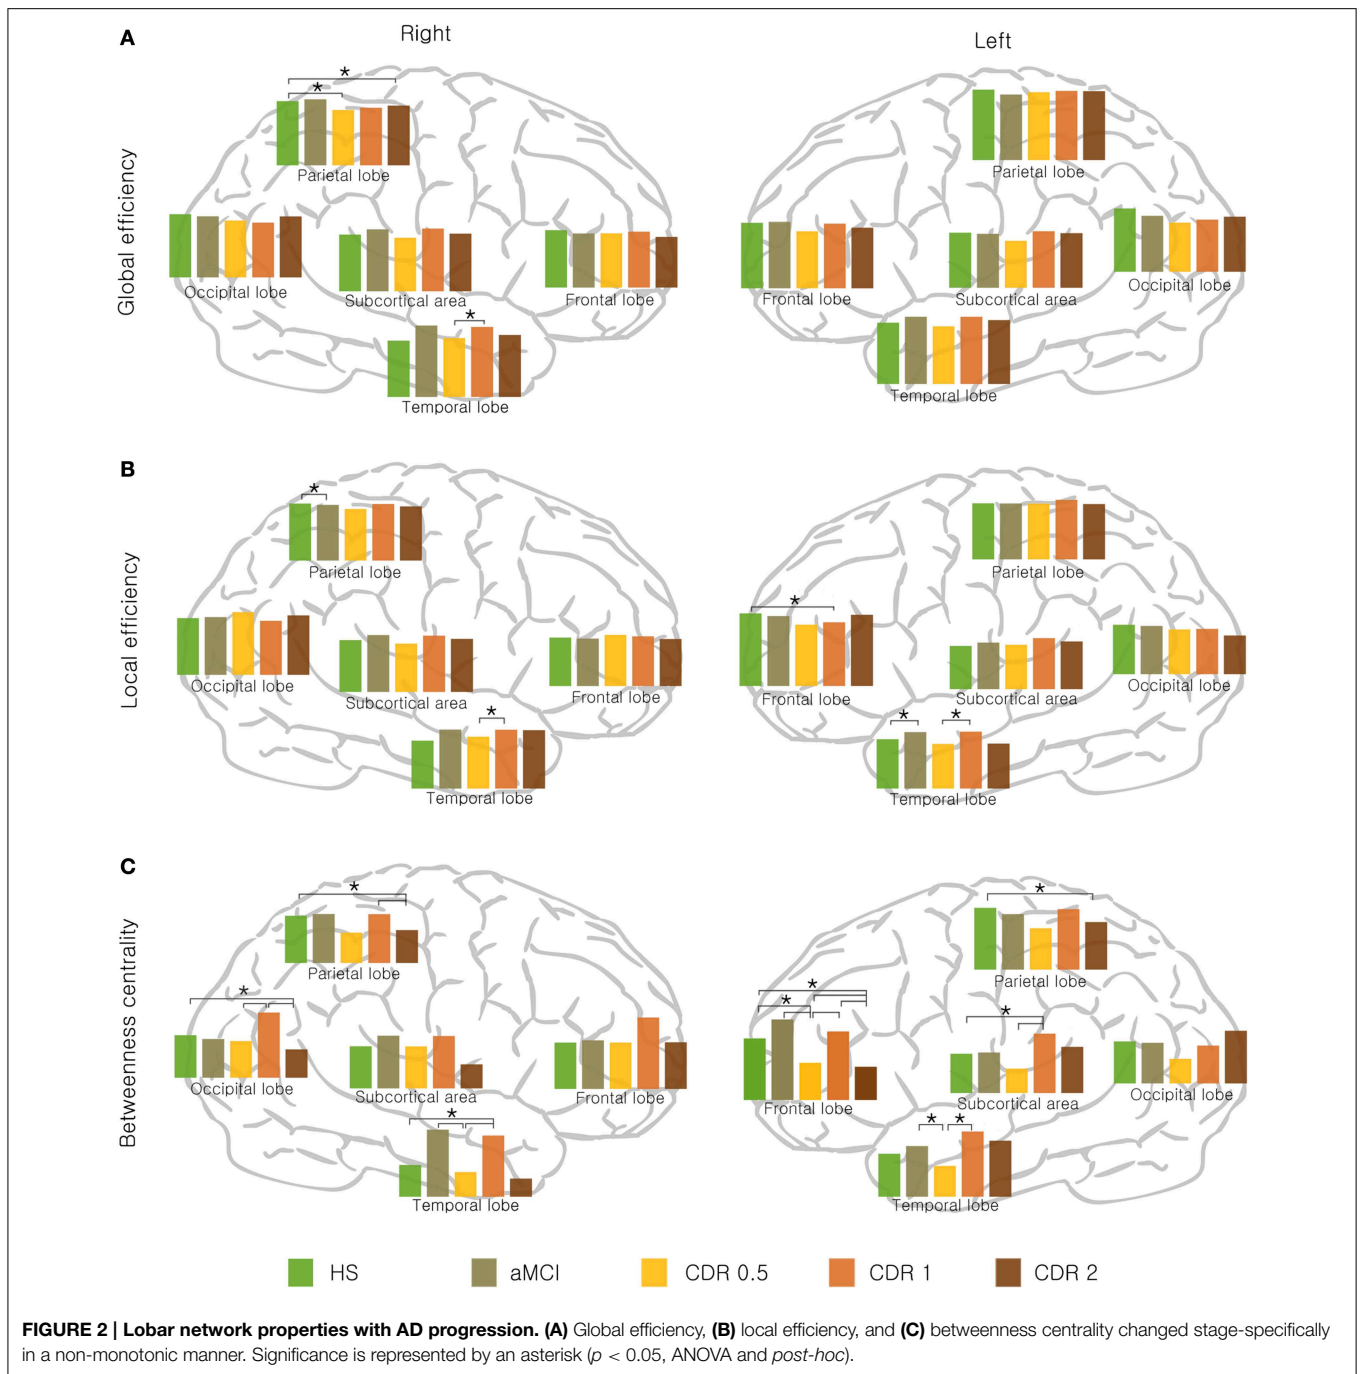 A
Right
Left
Global efficiency
*
*
Parietal lobe
Parietal lobe
Occipital lobe
Subcortical area
Frontal lobe
Frontal lobe
Subcortical area
Occipital lobe
*
Temporal lobe
Temporal lobe
B
Local efficiency
*
Parietal lobe
Parietal lobe
*
Occipital lobe
Subcortical area
Frontal lobe
Frontal lobe
Subcortical area
Occipital lobe
*
*
*
Temporal lobe
Temporal lobe
C
Betweenness centrality
*
*
Parietal lobe
Parietal lobe
*
*
*
*
Occipital lobe
Subcortical area
Frontal lobe
Frontal lobe
Subcortical area
Occipital lobe
*
*
*
Temporal lobe
Temporal lobe
HS
aMCI
CDR 0.5
CDR 1
CDR 2
FIGURE 2 | Lobar network properties with AD progression. (A) Global efficiency, (B) local efficiency, and (C) betweenness centrality changed stage-specifically
in a non-monotonic manner. Significance is represented by an asterisk (p < 0.05, ANOVA and post-hoc).